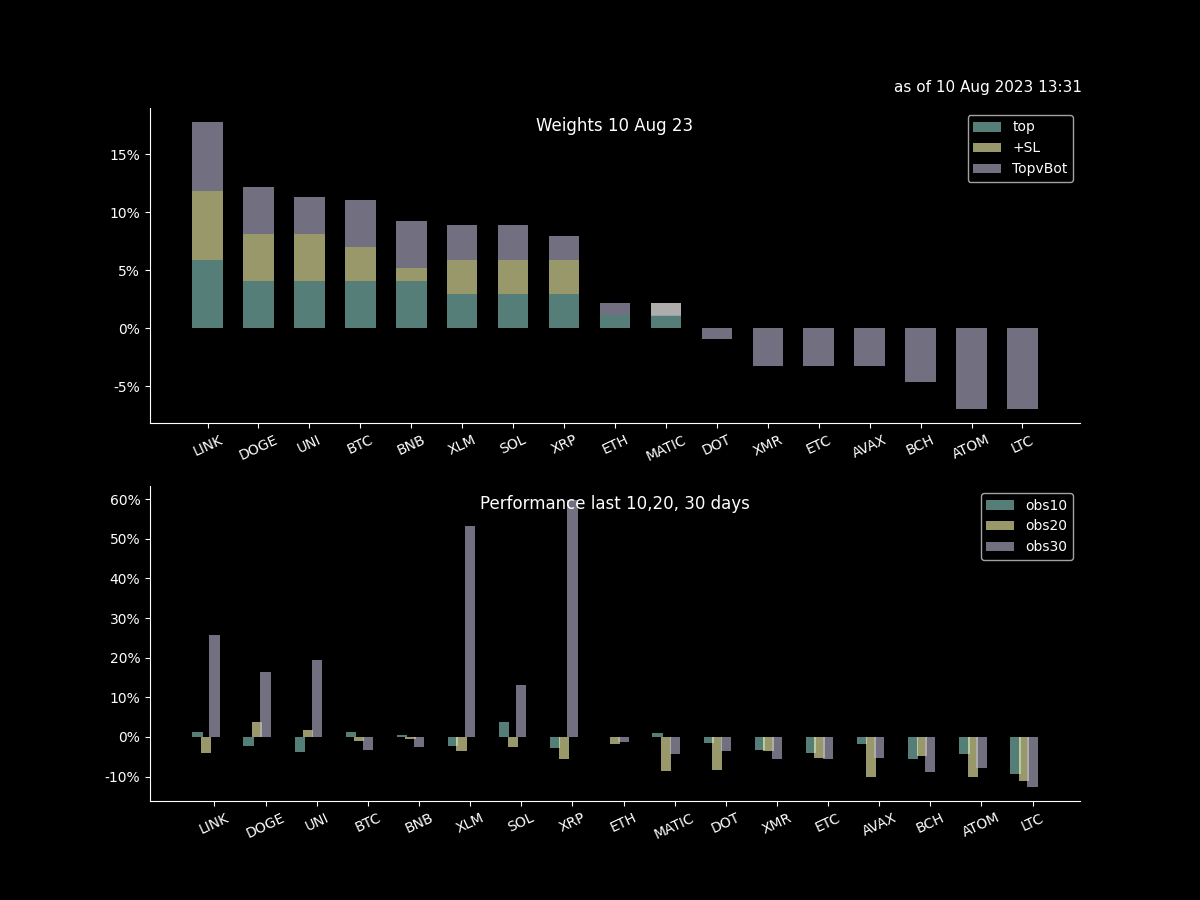 as of 10 Aug 2023 13:31
Weights 10 Aug 23
top
+SL
TopvBot
15%
10%
5%
0%
-5%
LINK DOGE UNI BTC BNB XLM SOL XRP ETH MATIC DOT XMR ETC AVAX BCH ATOM LTC
Performance last 10,20, 30 days
obs10
obs20
obs30
60%
50%
40%
30%
20%
10%
0%
-10%
LINK DOGE UNI BTC BNB XLM SOL XRP ETH MATIC DOT XMR ETC AVAX BCH ATOM LTC